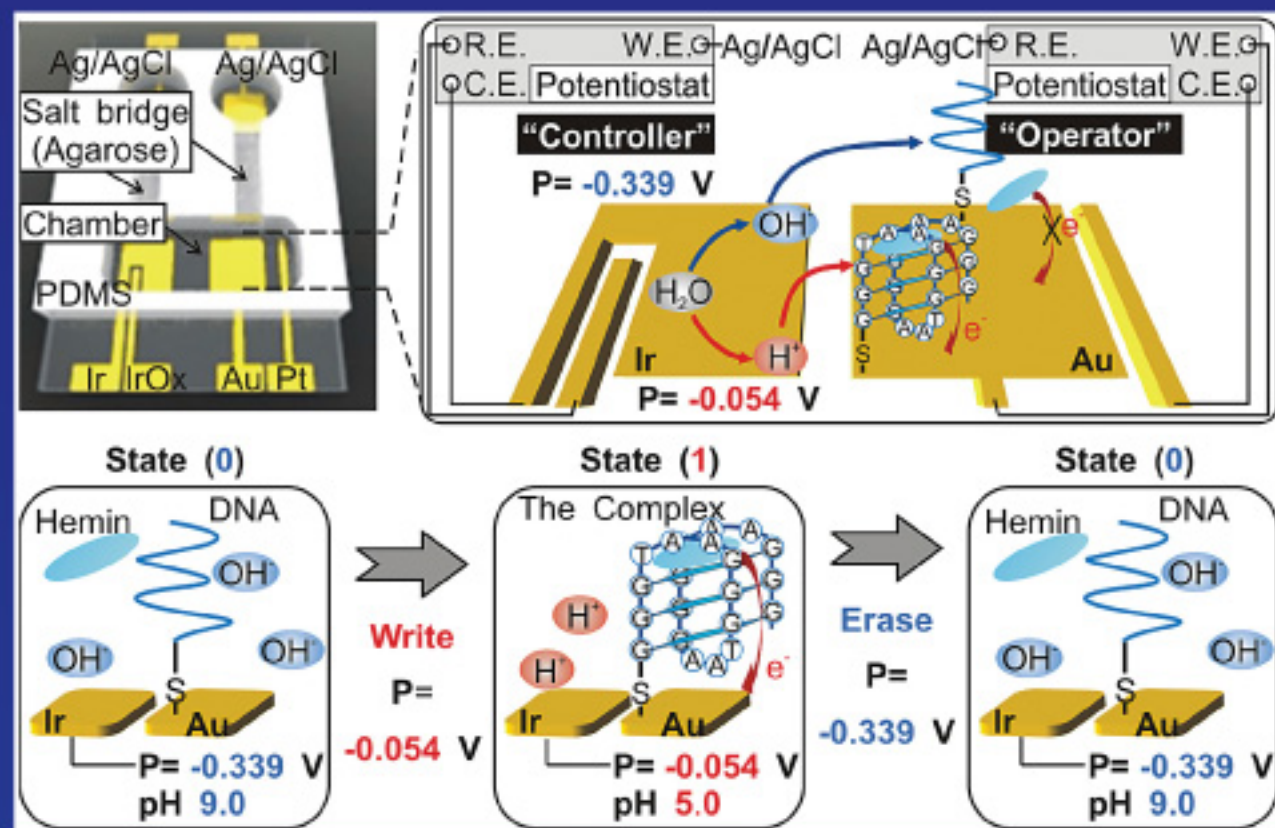 Ag/AgCl Ag/AgCl
Salt bridge
(Agarose)
Chamber
PDMS
Ir IrOx Au Pt
R.E. W.E. Ag/AgCl Ag/AgCl R.E. W.E.
C.E. Potentiostat Potentiostat C.E.
"Controller" "Operator"
P= -0.339 V
S
OH-
X e-
H2O
T A A A A G
G G G G G G G G G G G
A A T
e-
H+
S
Ir Au
P= -0.054 V
State (0) State (1) State (0)
Hemin DNA
OH-
OH- OH-
S
Ir Au
P= -0.339 V
pH 9.0
Write
P=
-0.054 V
The Complex
T A A A A G
G G G G G G G G G G G
A A T
H+
H+
e-
S
Ir Au
P= -0.054 V
pH 5.0
Erase
P=
-0.339 V
Hemin DNA
OH-
OH- OH-
S
Ir Au
P= -0.339 V
pH 9.0